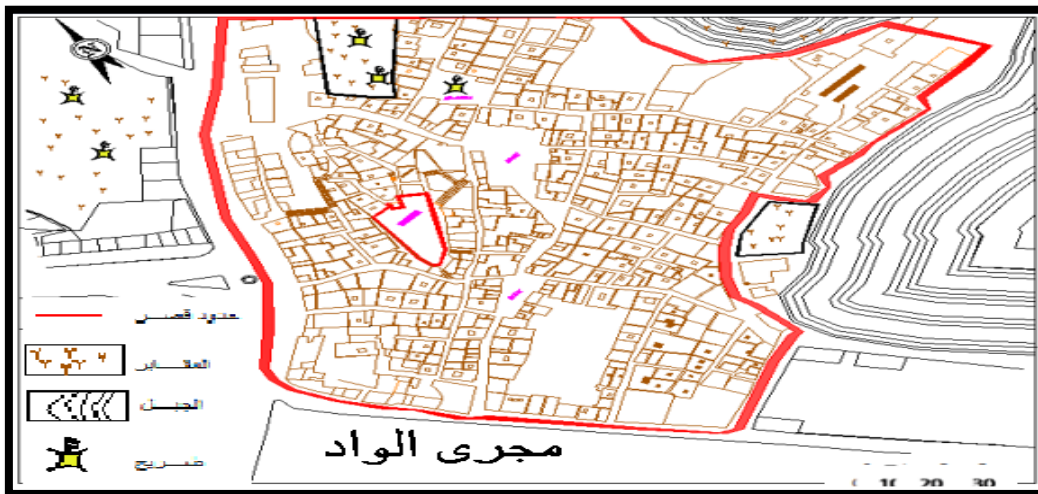 حدود قصر
المقابر
الجبل
ضريح
مجرى الواد
10 20 30